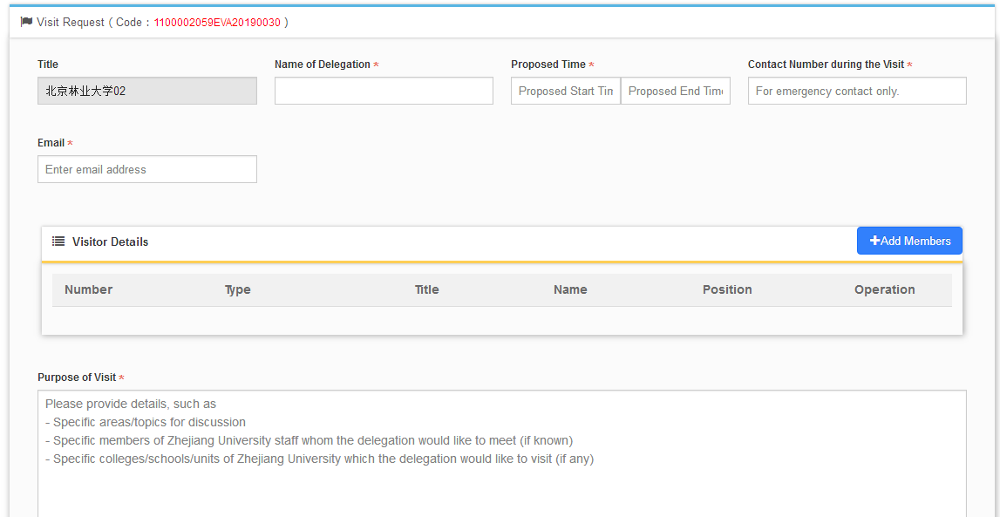 Visit Request ( Code : 1100002059EVA20190030 )
Title
Name of Delegation *
Proposed Time *
Contact Number during the Visit *
北京林业大学02
Proposed Start Tim
Proposed End Time
For emergency contact only.
Email *
Enter email address
Visitor Details
+Add Members
Number Type Title Name Position Operation
Purpose of Visit *
Please provide details, such as
- Specific areas/topics for discussion
- Specific members of Zhejiang University staff whom the delegation would like to meet (if known)
- Specific colleges/schools/units of Zhejiang University which the delegation would like to visit (if any)